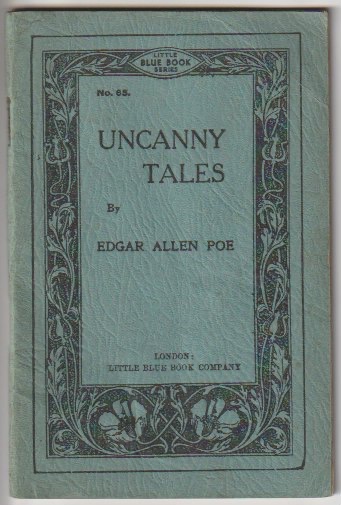 LITTLE
BLUE BOOK
SERIES
No. 85.
UNCANNY
TALES
By
EDGAR ALLEN POE
LONDON:
LITTLE BLUE BOOK COMPANY